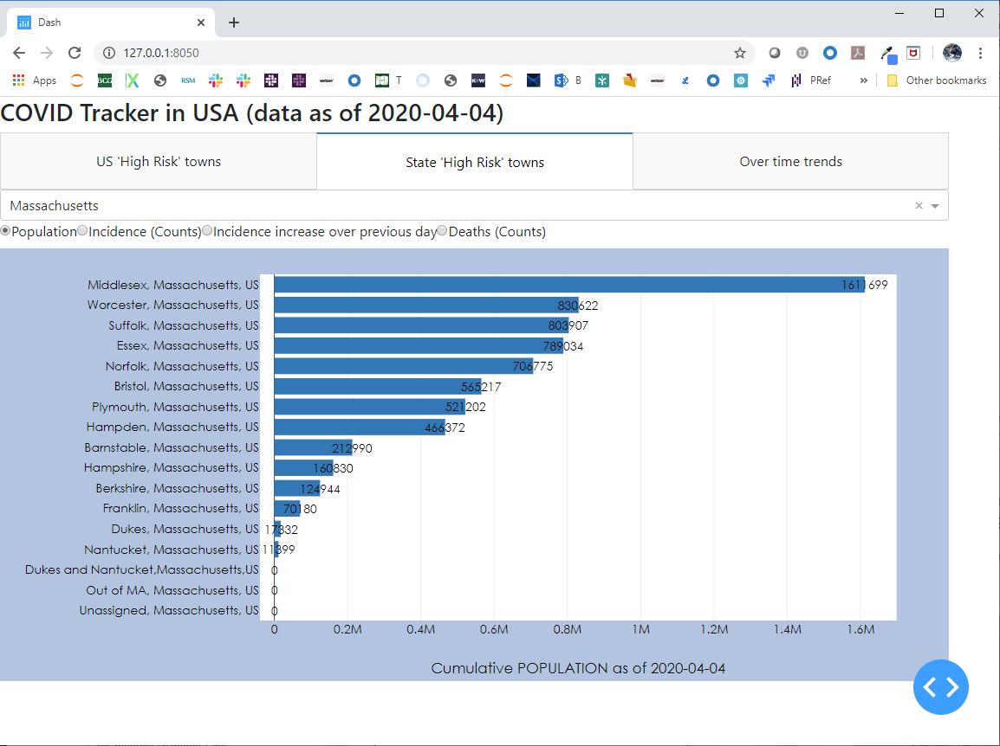 Dash
127.0.0.1:8050
Apps BCG RSM verizon T K·W S B verizon PRef » Other bookmarks
COVID Tracker in USA (data as of 2020-04-04)
US 'High Risk' towns State 'High Risk' towns Over time trends
Massachusetts
Population Incidence (Counts) Incidence increase over previous day Deaths (Counts)
Middlesex, Massachusetts, US 1611699
Worcester, Massachusetts, US 830622
Suffolk, Massachusetts, US 803907
Essex, Massachusetts, US 789034
Norfolk, Massachusetts, US 706775
Bristol, Massachusetts, US 565217
Plymouth, Massachusetts, US 521202
Hampden, Massachusetts, US 466372
Barnstable, Massachusetts, US 212990
Hampshire, Massachusetts, US 160830
Berkshire, Massachusetts, US 124944
Franklin, Massachusetts, US 70180
Dukes, Massachusetts, US 17332
Nantucket, Massachusetts, US 11399
Dukes and Nantucket,Massachusetts,US 0
Out of MA, Massachusetts, US 0
Unassigned, Massachusetts, US 0
0 0.2M 0.4M 0.6M 0.8M 1M 1.2M 1.4M 1.6M
Cumulative POPULATION as of 2020-04-04